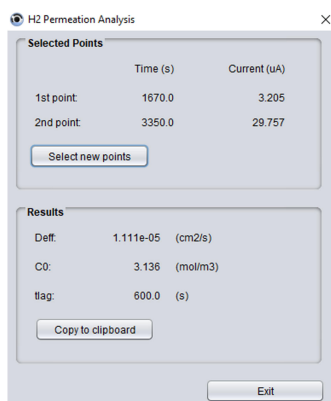 H2 Permeation Analysis
Selected Points
Time (s) Current (uA)
1st point: 1670.0 3.205
2nd point: 3350.0 29.757
Select new points
Results
Deff: 1.111e-05 (cm2/s)
C0: 3.136 (mol/m3)
tlag: 600.0 (s)
Copy to clipboard
Exit